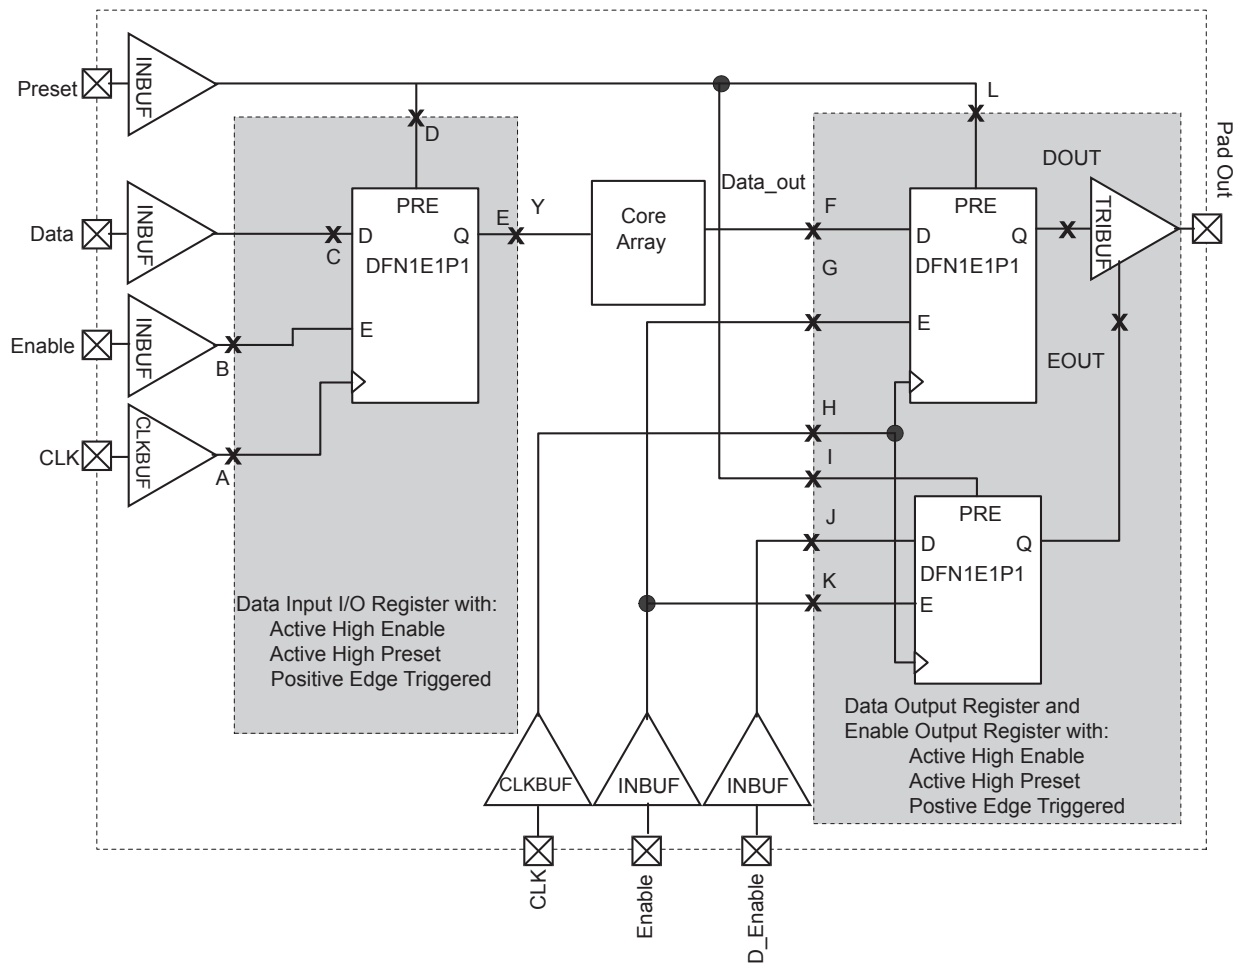 Preset
INBUF
L
D
Pad Out
DOUT
Data_out
INBUF
PRE
Core
Array
PRE
TRIBUF
Data
C
D
Q
DFN1E1P1
E
Y
F
D
Q
DFN1E1P1
G
Enable
INBUF
B
E
E
EOUT
CLK
CLKBUF
A
H
I
J
PRE
D
Q
DFN1E1P1
K
E
Data Input I/O Register with:
Active High Enable
Active High Preset
Positive Edge Triggered
Data Output Register and
Enable Output Register with:
Active High Enable
Active High Preset
Postive Edge Triggered
CLKBUF
INBUF
INBUF
CLK
Enable
D_Enable